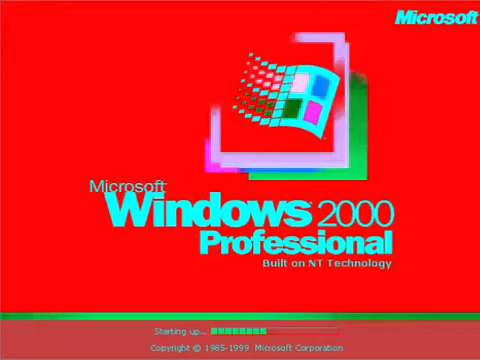 Microsoft
Microsoft
Windows 2000
Professional
Built on NT Technology
Starting up...
Copyright © 1985-1999 Microsoft Corporation